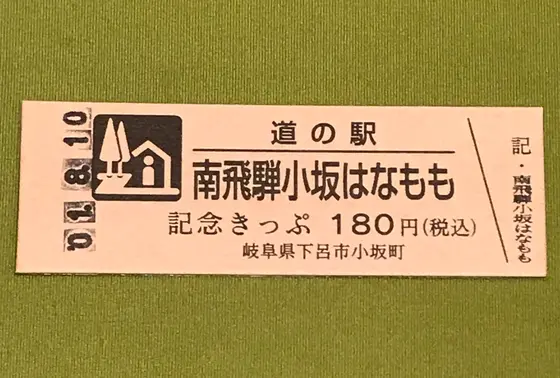 01.8.10
道の駅
南飛騨小坂はなもも
記念きっぷ 180円(税込)
岐阜県下呂市小坂町
記・南飛騨小坂はなもも